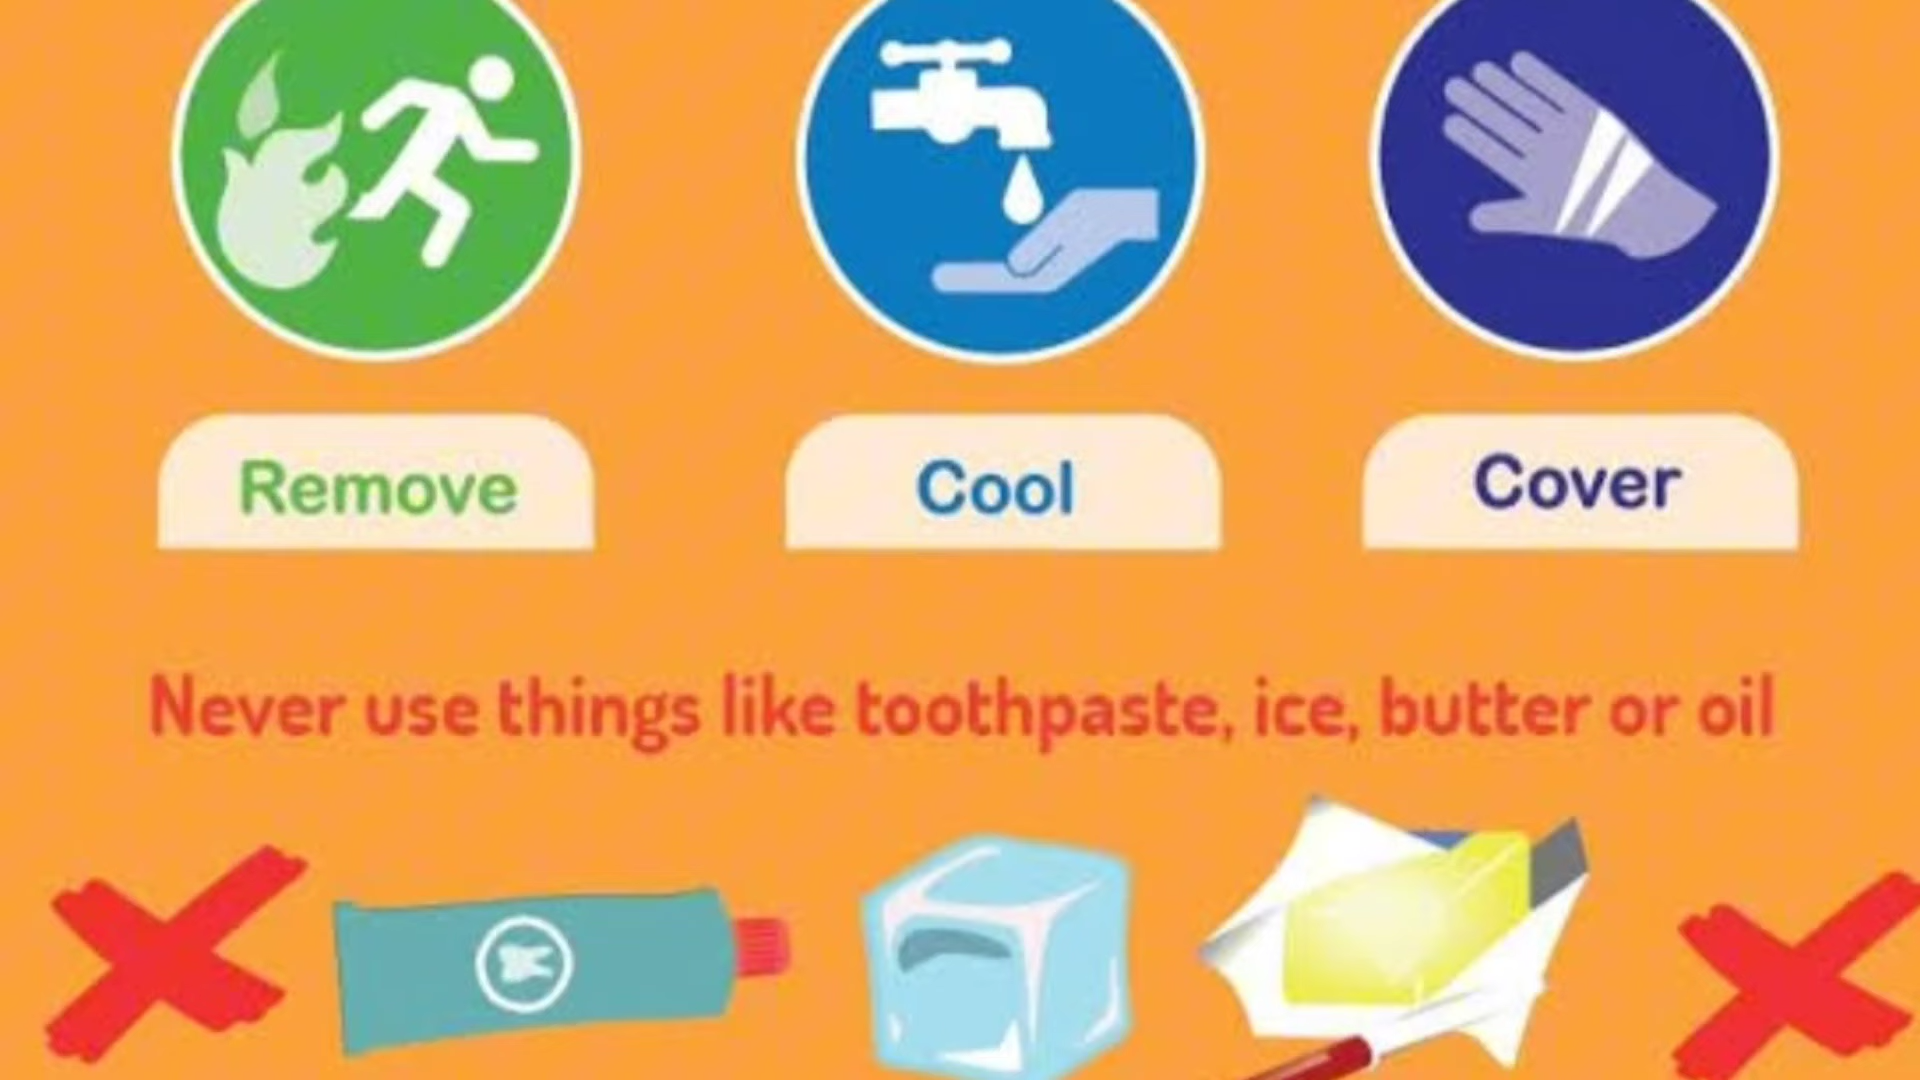 Remove
Cool
Cover
Never use things like toothpaste, ice, butter or oil